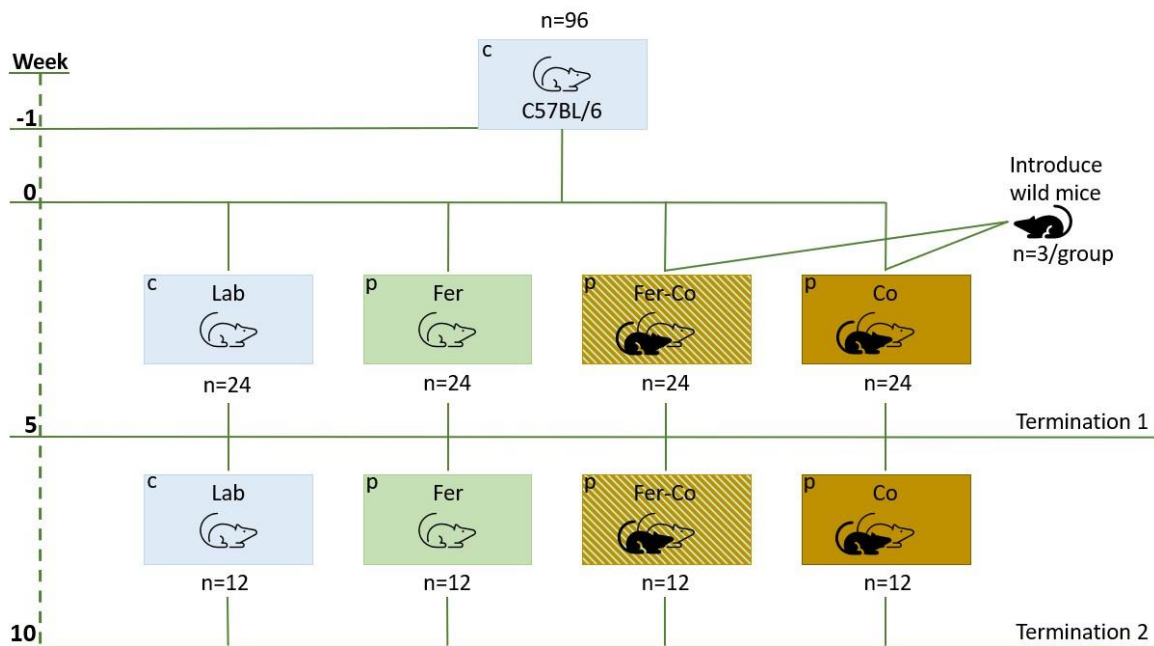 n=96
Week
c
C57BL/6
-1
0
Introduce
wild mice
n=3/group
c
Lab
p
Fer
p
Fer-Co
p
Co
n=24
n=24
n=24
n=24
5
Termination 1
c
Lab
p
Fer
p
Fer-Co
p
Co
n=12
n=12
n=12
n=12
10
Termination 2